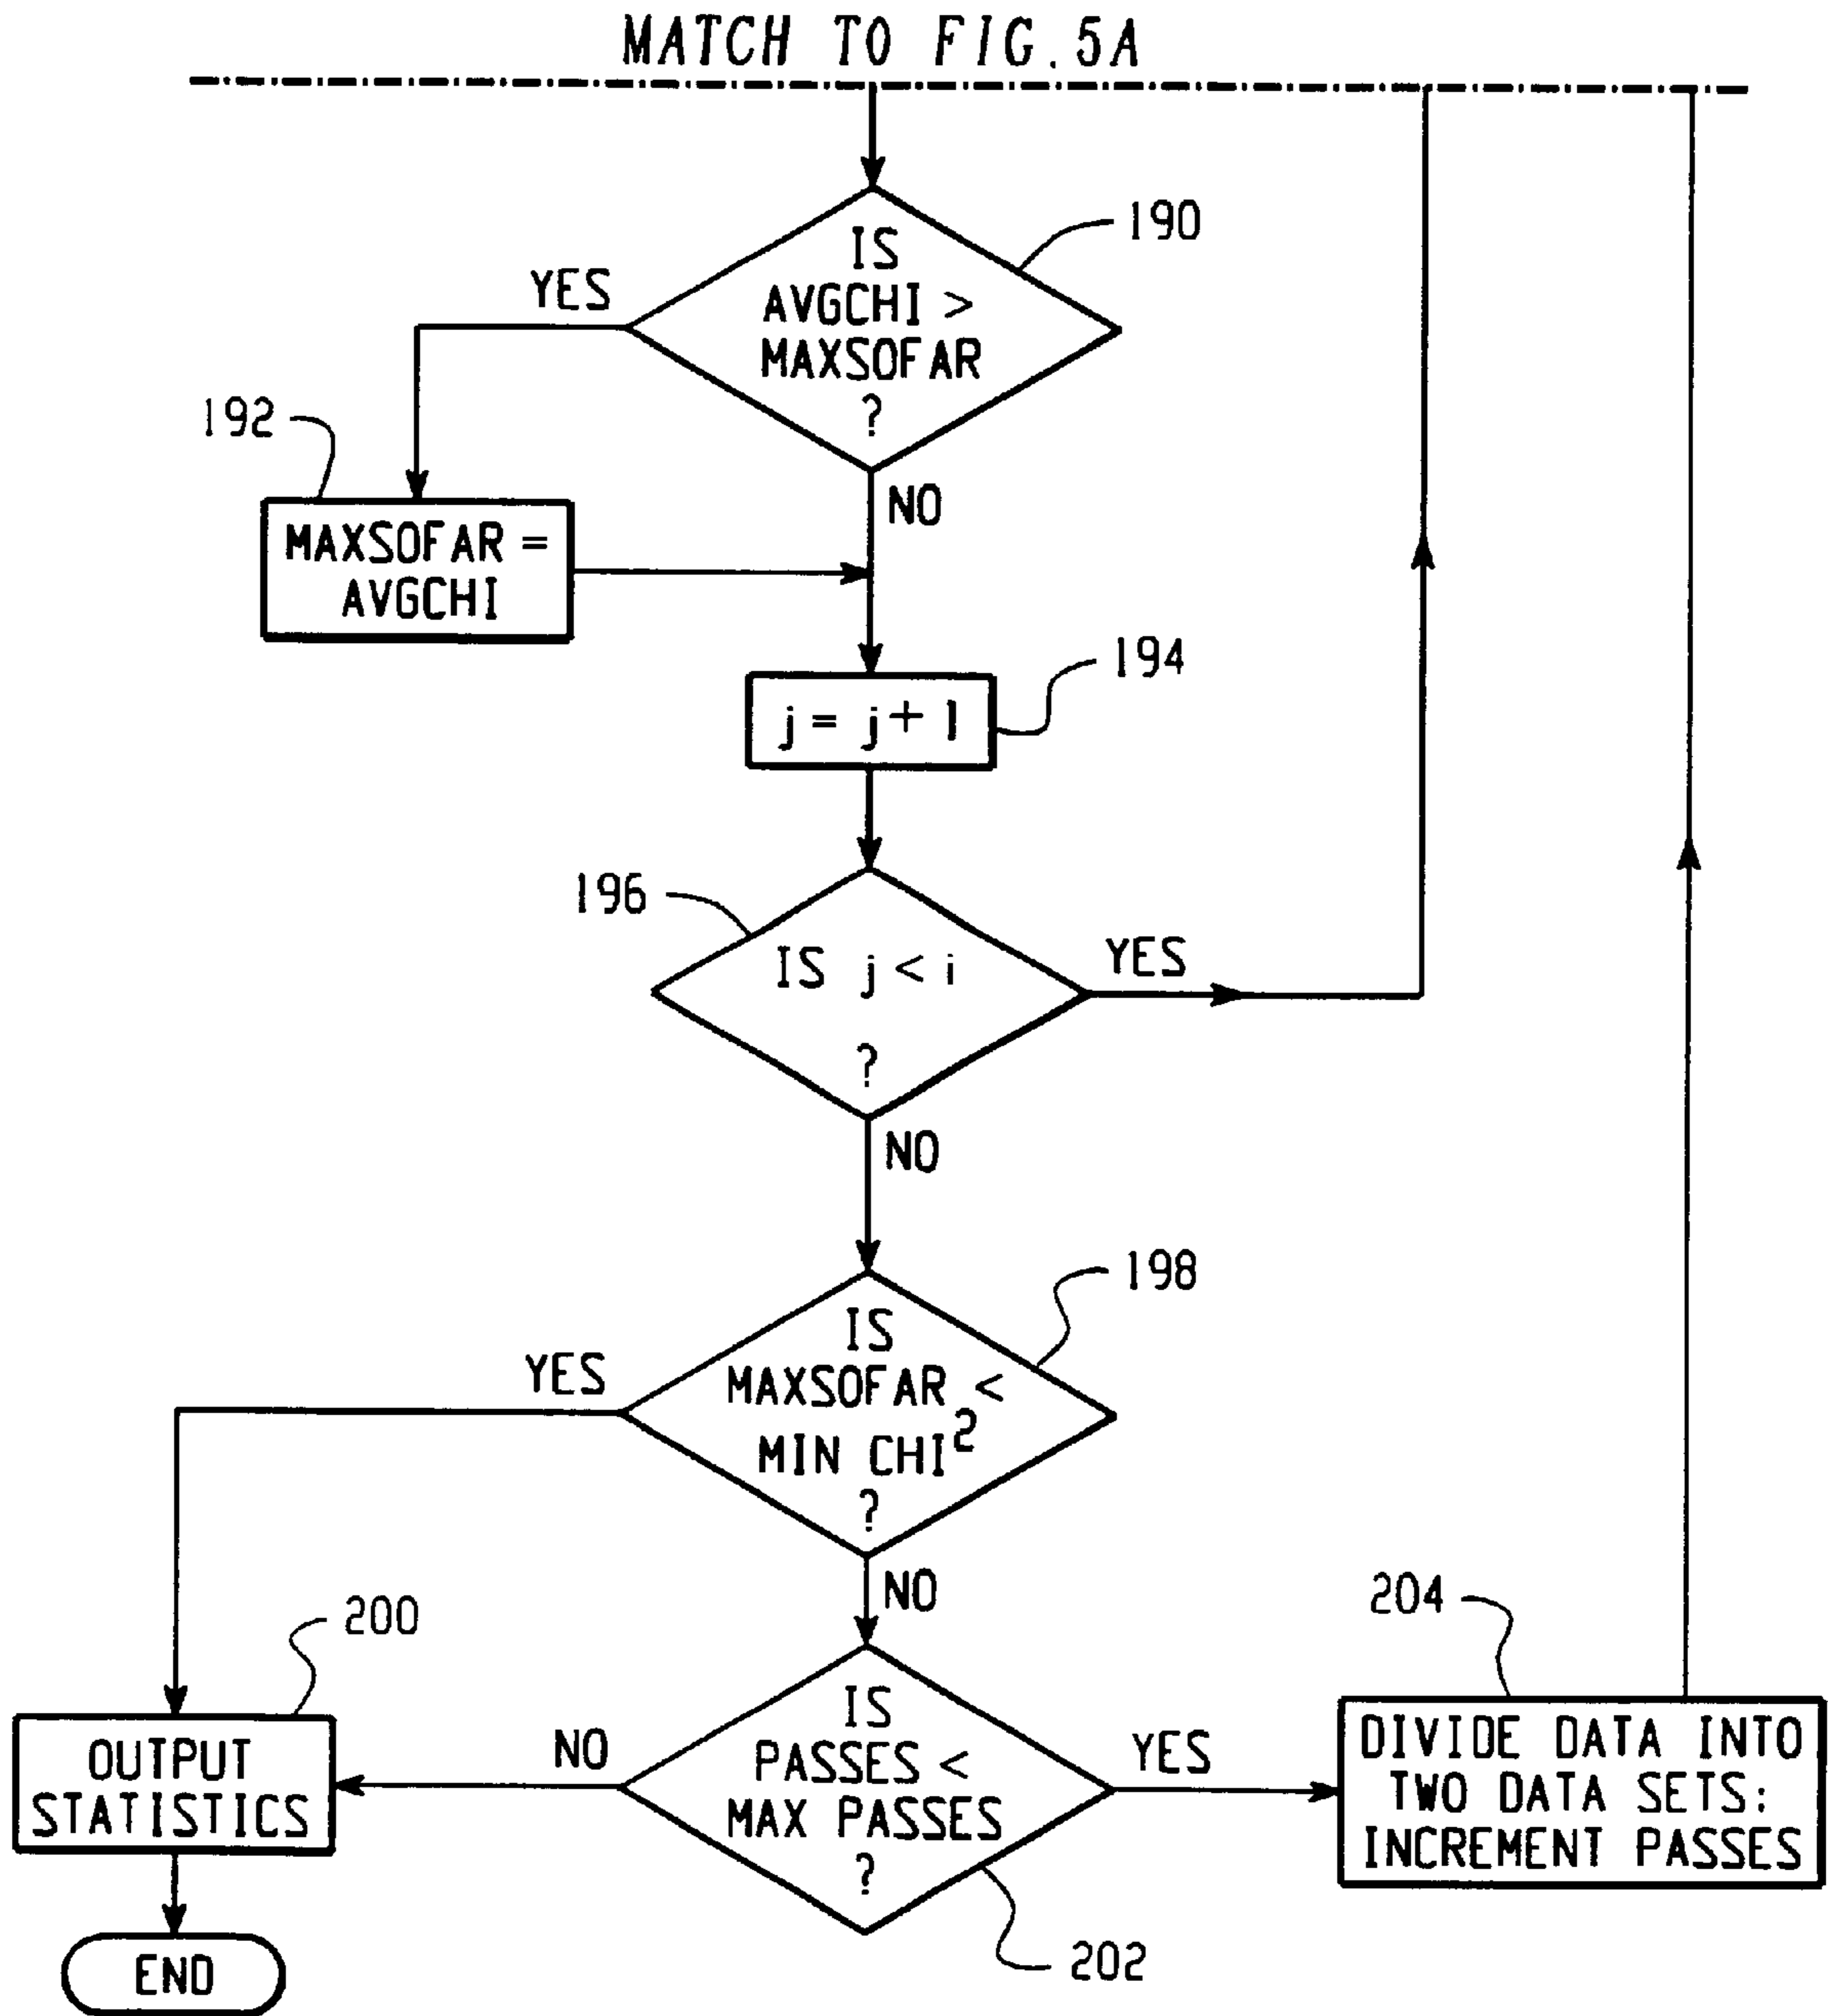 MATCH TO FIG.5A
190
IS
AVGCHI >
MAXSOFAR
?
YES
NO
192
MAXSOFAR =
AVGCHI
194
j = j + 1
196
IS j < i
?
YES
NO
198
IS
MAXSOFAR <
MIN CHI²
?
YES
NO
200
OUTPUT
STATISTICS
202
IS
PASSES <
MAX PASSES
?
NO
YES
204
DIVIDE DATA INTO
TWO DATA SETS:
INCREMENT PASSES
END